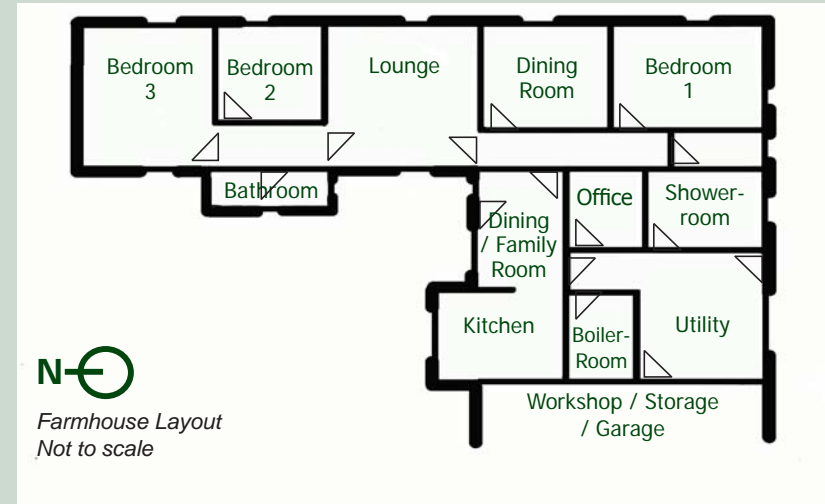 Bedroom
3
Bedroom
2
Lounge
Dining
Room
Bedroom
1
Bathroom
Dining
/ Family
Room
Office
Shower-
room
Kitchen
Boiler-
Room
Utility
Workshop / Storage
/ Garage
N
Farmhouse Layout
Not to scale